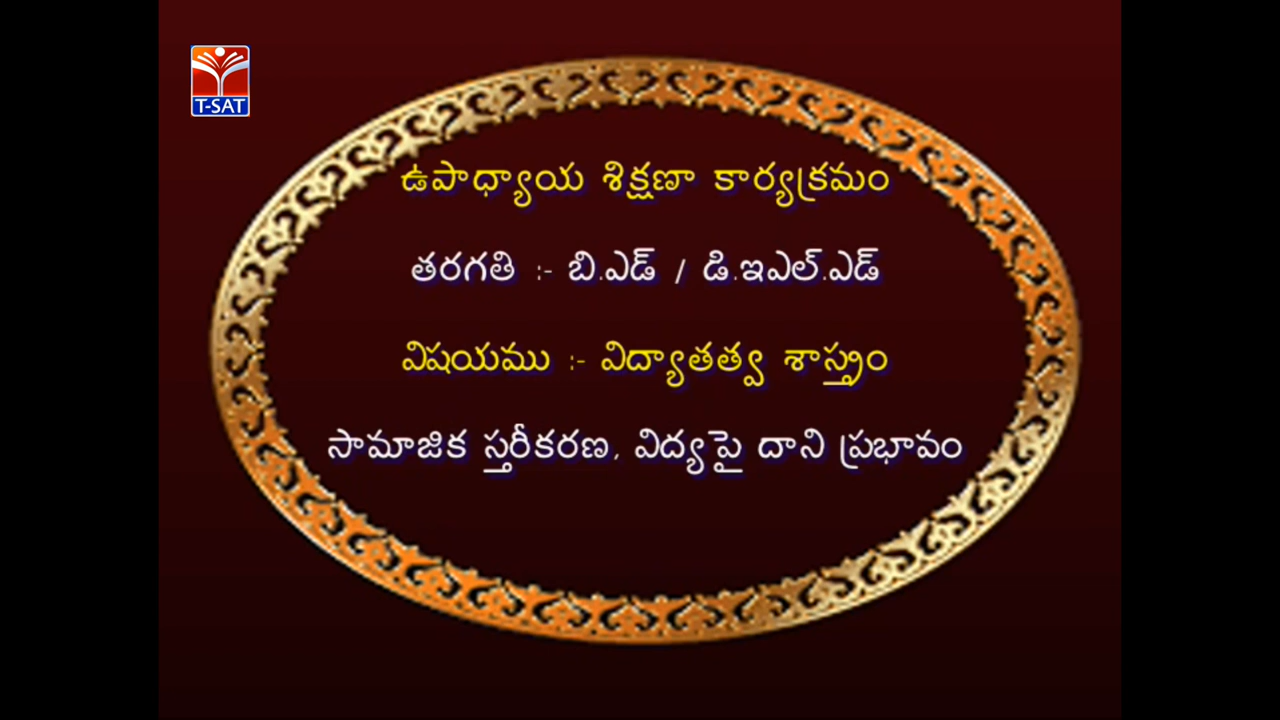 T-SAT
ఉపాధ్యాయ శిక్షణా కార్యక్రమం
తరగతి :- బి.ఎడ్ / డి.ఇఎల్.ఎడ్
విషయము :- విద్యాతత్వ శాస్త్రం
సామాజిక స్తరీకరణ, విద్యపై దాని ప్రభావం